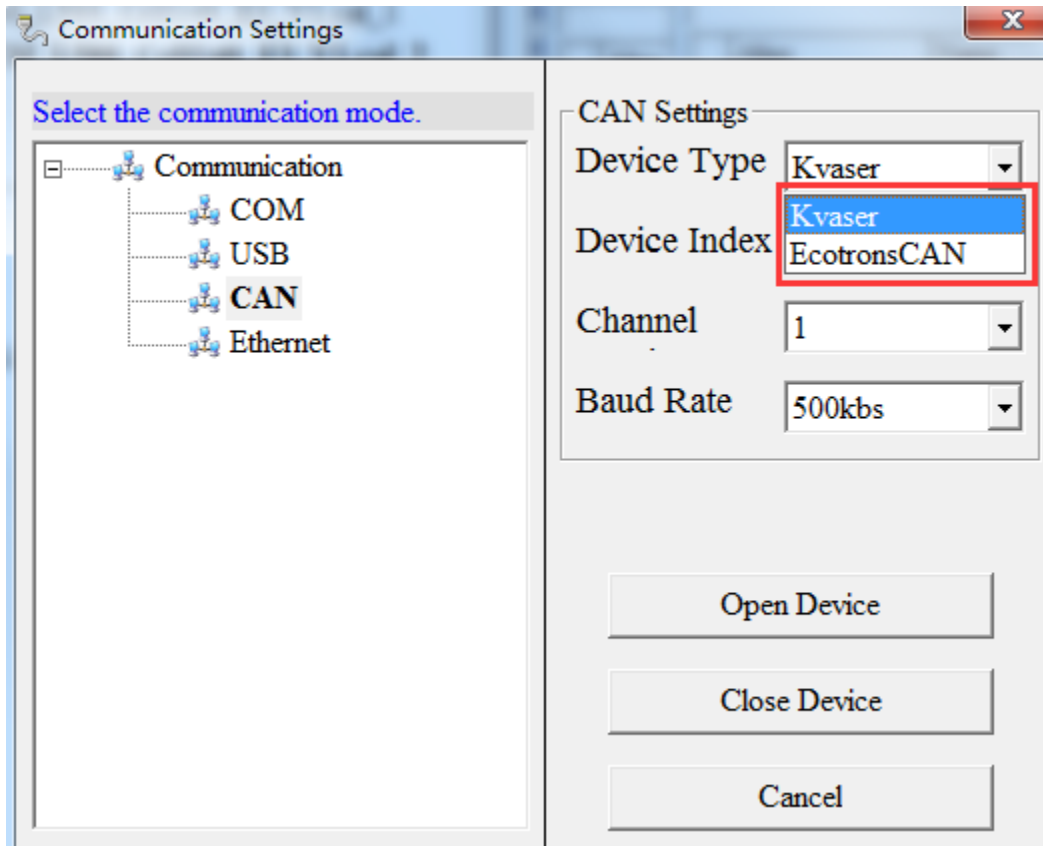 Communication Settings
Select the communication mode.
Communication
COM
USB
CAN
Ethernet
CAN Settings
Device Type Kvaser
Kvaser
EcotronsCAN
Device Index
Channel 1
Baud Rate 500kbs
Open Device
Close Device
Cancel